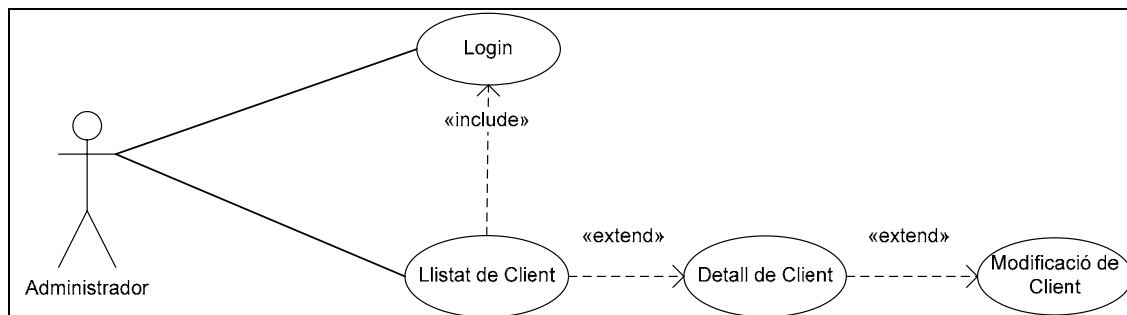 Login
«include»
Administrador
Llistat de Client
«extend»
Detall de Client
«extend»
Modificació de
Client